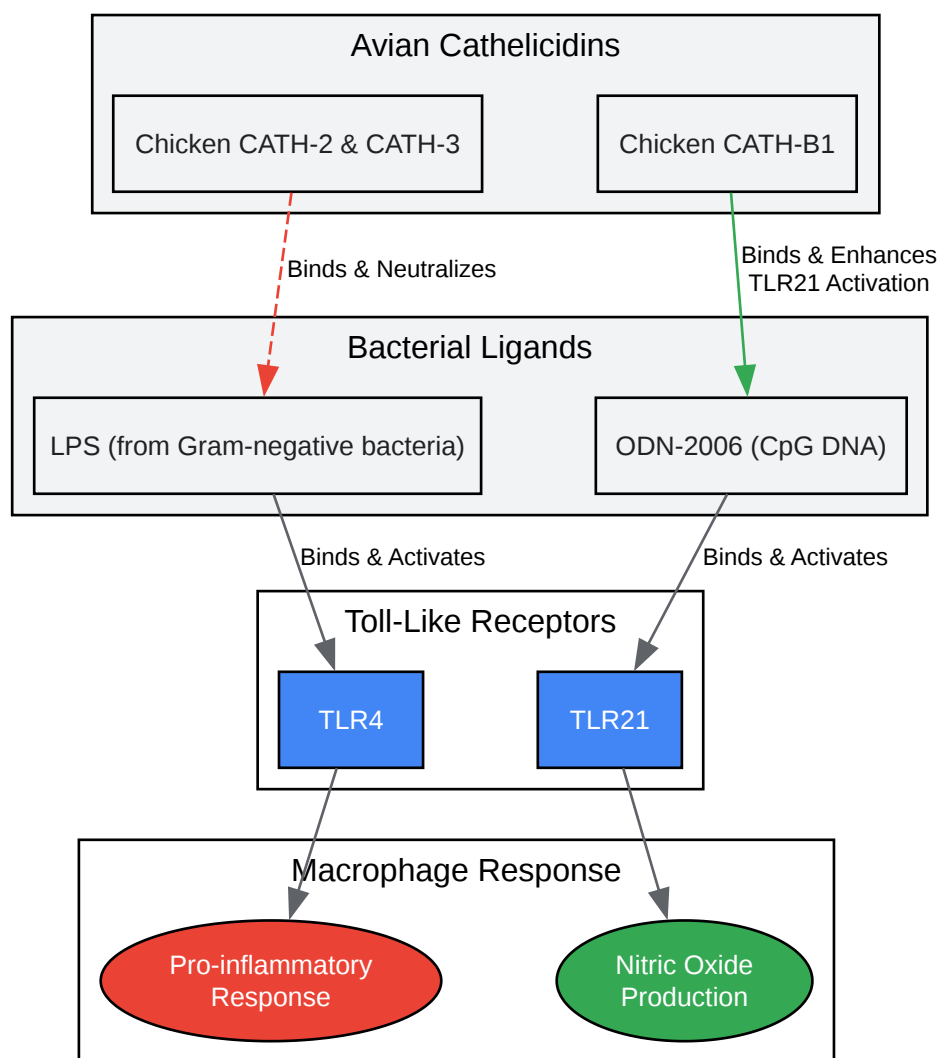 Avian Cathelicidins
Chicken CATH-2 & CATH-3
Chicken CATH-B1
Binds & Neutralizes
Binds & Enhances
TLR21 Activation
Bacterial Ligands
LPS (from Gram-negative bacteria)
ODN-2006 (CpG DNA)
Binds & Activates
Binds & Activates
Toll-Like Receptors
TLR4
TLR21
Macrophage Response
Pro-inflammatory
Response
Nitric Oxide
Production